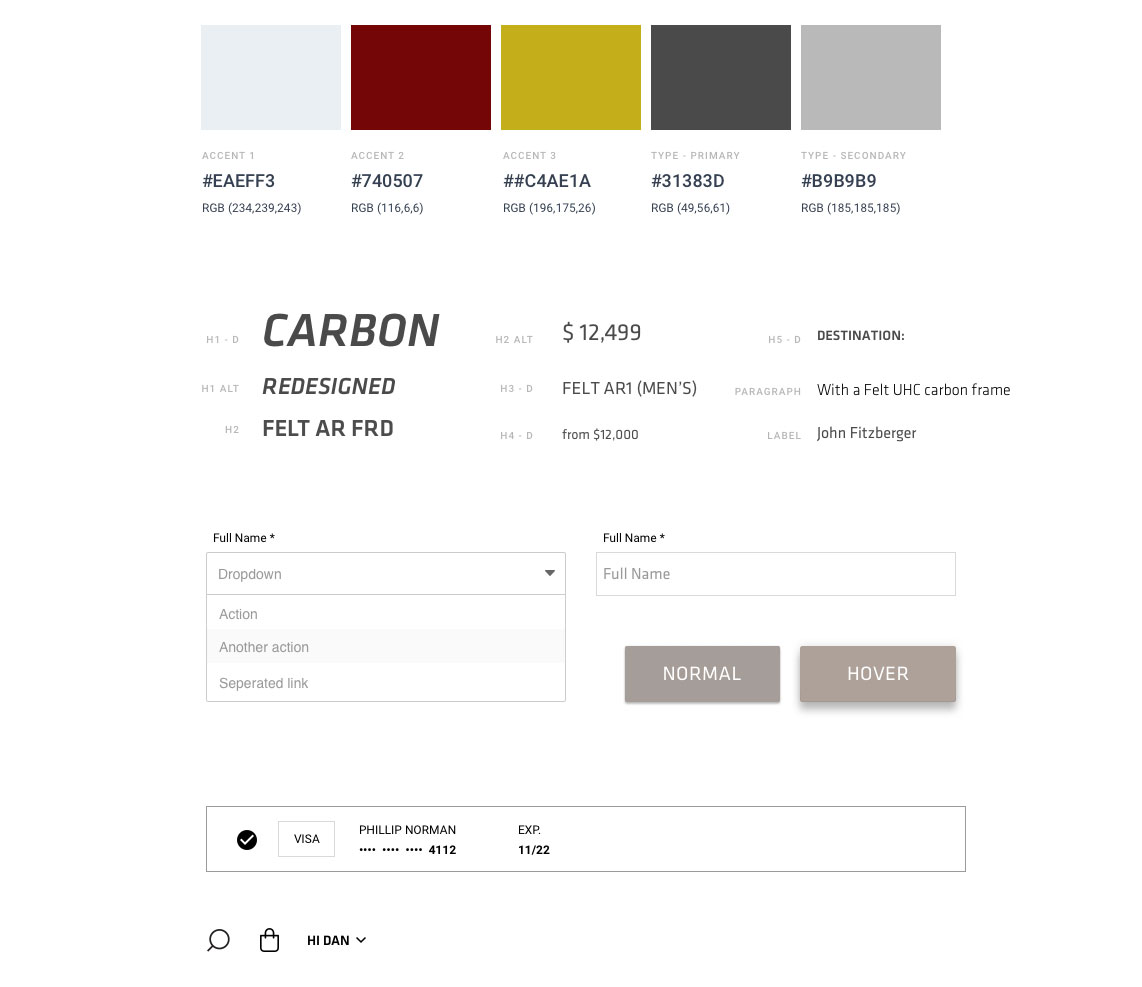 ACCENT 1
ACCENT 2
ACCENT 3
TYPE - PRIMARY
TYPE - SECONDARY
#EAEFF3
#740507
##C4AE1A
#31383D
#B9B9B9
RGB (234,239,243)
RGB (116,6,6)
RGB (196,175,26)
RGB (49,56,61)
RGB (185,185,185)
H1 - D
CARBON
H2 ALT
$ 12,499
H5 - D
DESTINATION:
H1 ALT
REDESIGNED
H3 - D
FELT AR1 (MEN’S)
PARAGRAPH
With a Felt UHC carbon frame
H2
FELT AR FRD
H4 - D
from $12,000
LABEL
John Fitzberger
Full Name *
Dropdown
Action
Another action
Seperated link
Full Name *
Full Name
NORMAL
HOVER
VISA
PHILLIP NORMAN
•••• •••• •••• 4112
EXP.
11/22
HI DAN